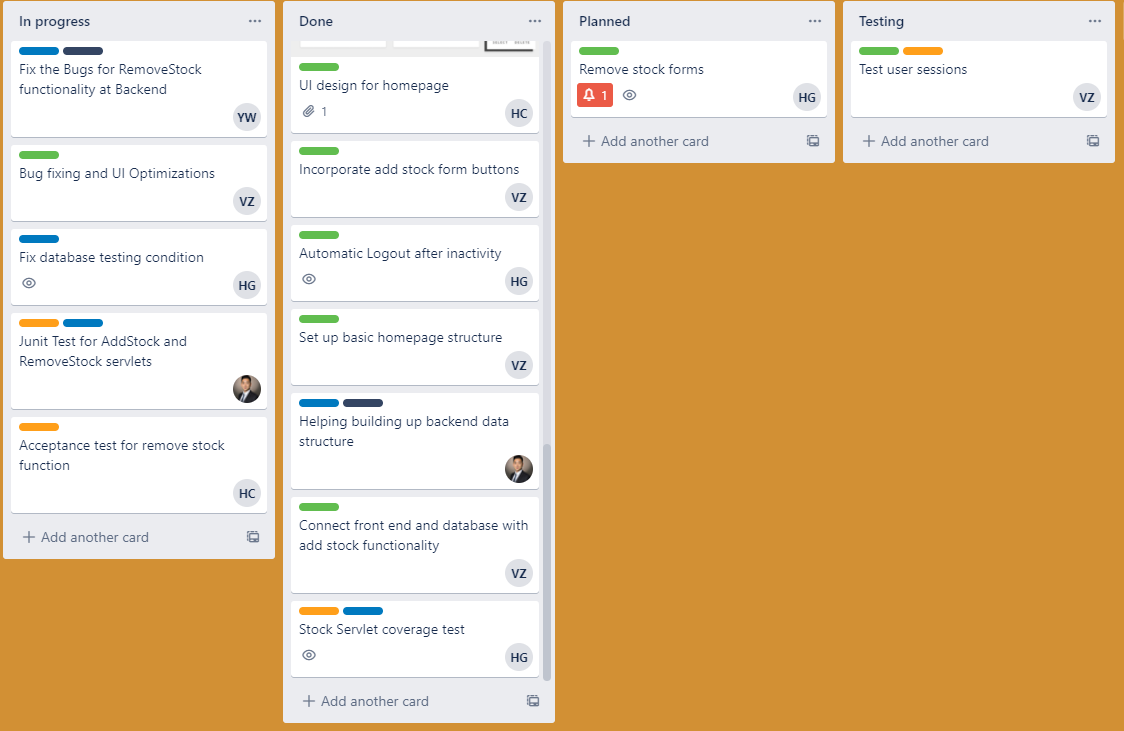 In progress
Fix the Bugs for RemoveStock
functionality at Backend
YW
Bug fixing and UI Optimizations
VZ
Fix database testing condition
HG
Junit Test for AddStock and
RemoveStock servlets
Acceptance test for remove stock
function
HC
Add another card
Done
UI design for homepage
1
HC
Incorporate add stock form buttons
VZ
Automatic Logout after inactivity
HG
Set up basic homepage structure
VZ
Helping building up backend data
structure
Connect front end and database with
add stock functionality
VZ
Stock Servlet coverage test
HG
Add another card
Planned
Remove stock forms
1
HG
Add another card
Testing
Test user sessions
VZ
Add another card